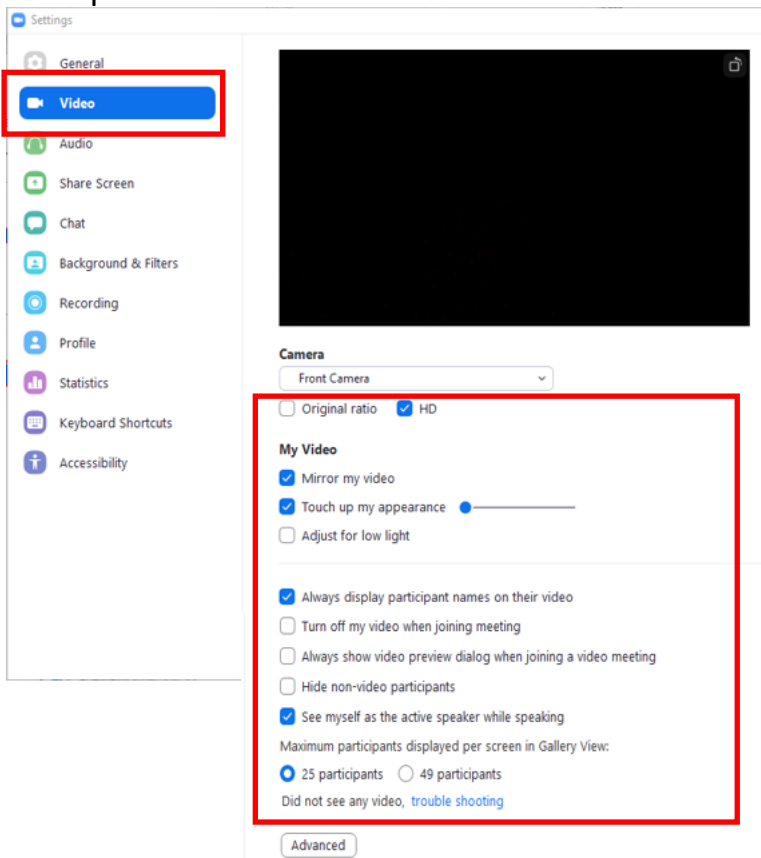 Settings
General
Video
Audio
Share Screen
Chat
Background & Filters
Recording
Profile
Statistics
Keyboard Shortcuts
Accessibility
Camera
Front Camera
Original ratio HD
My Video
Mirror my video
Touch up my appearance
Adjust for low light
Always display participant names on their video
Turn off my video when joining meeting
Always show video preview dialog when joining a video meeting
Hide non-video participants
See myself as the active speaker while speaking
Maximum participants displayed per screen in Gallery View:
25 participants 49 participants
Did not see any video, trouble shooting
Advanced